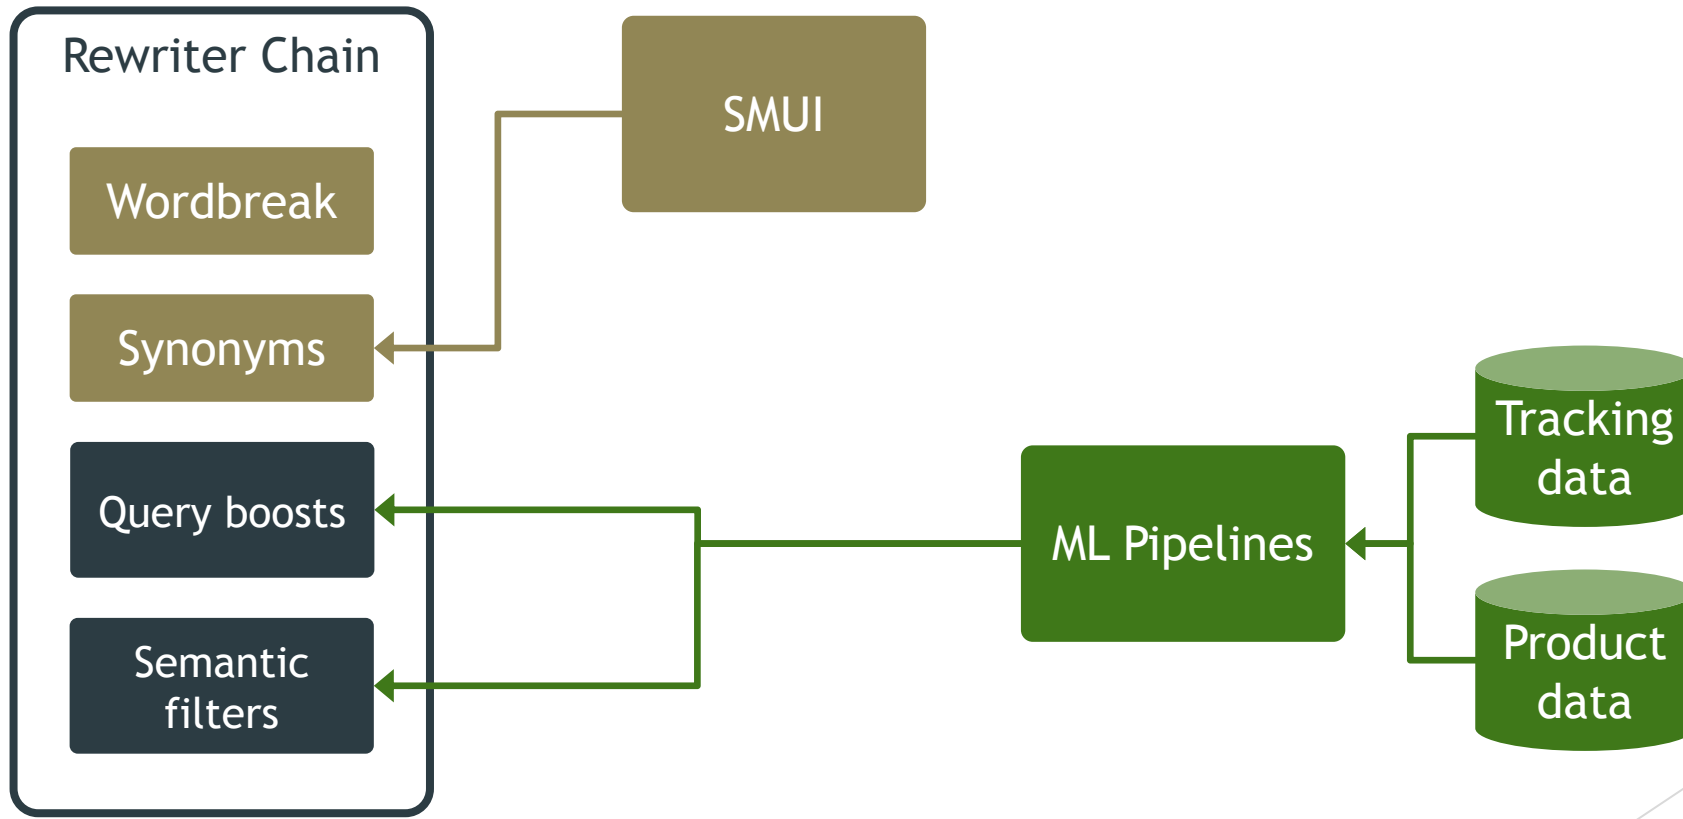 Rewriter Chain
SMUI
Wordbreak
Synonyms
Query boosts
Semantic
filters
ML Pipelines
Tracking
data
Product
data